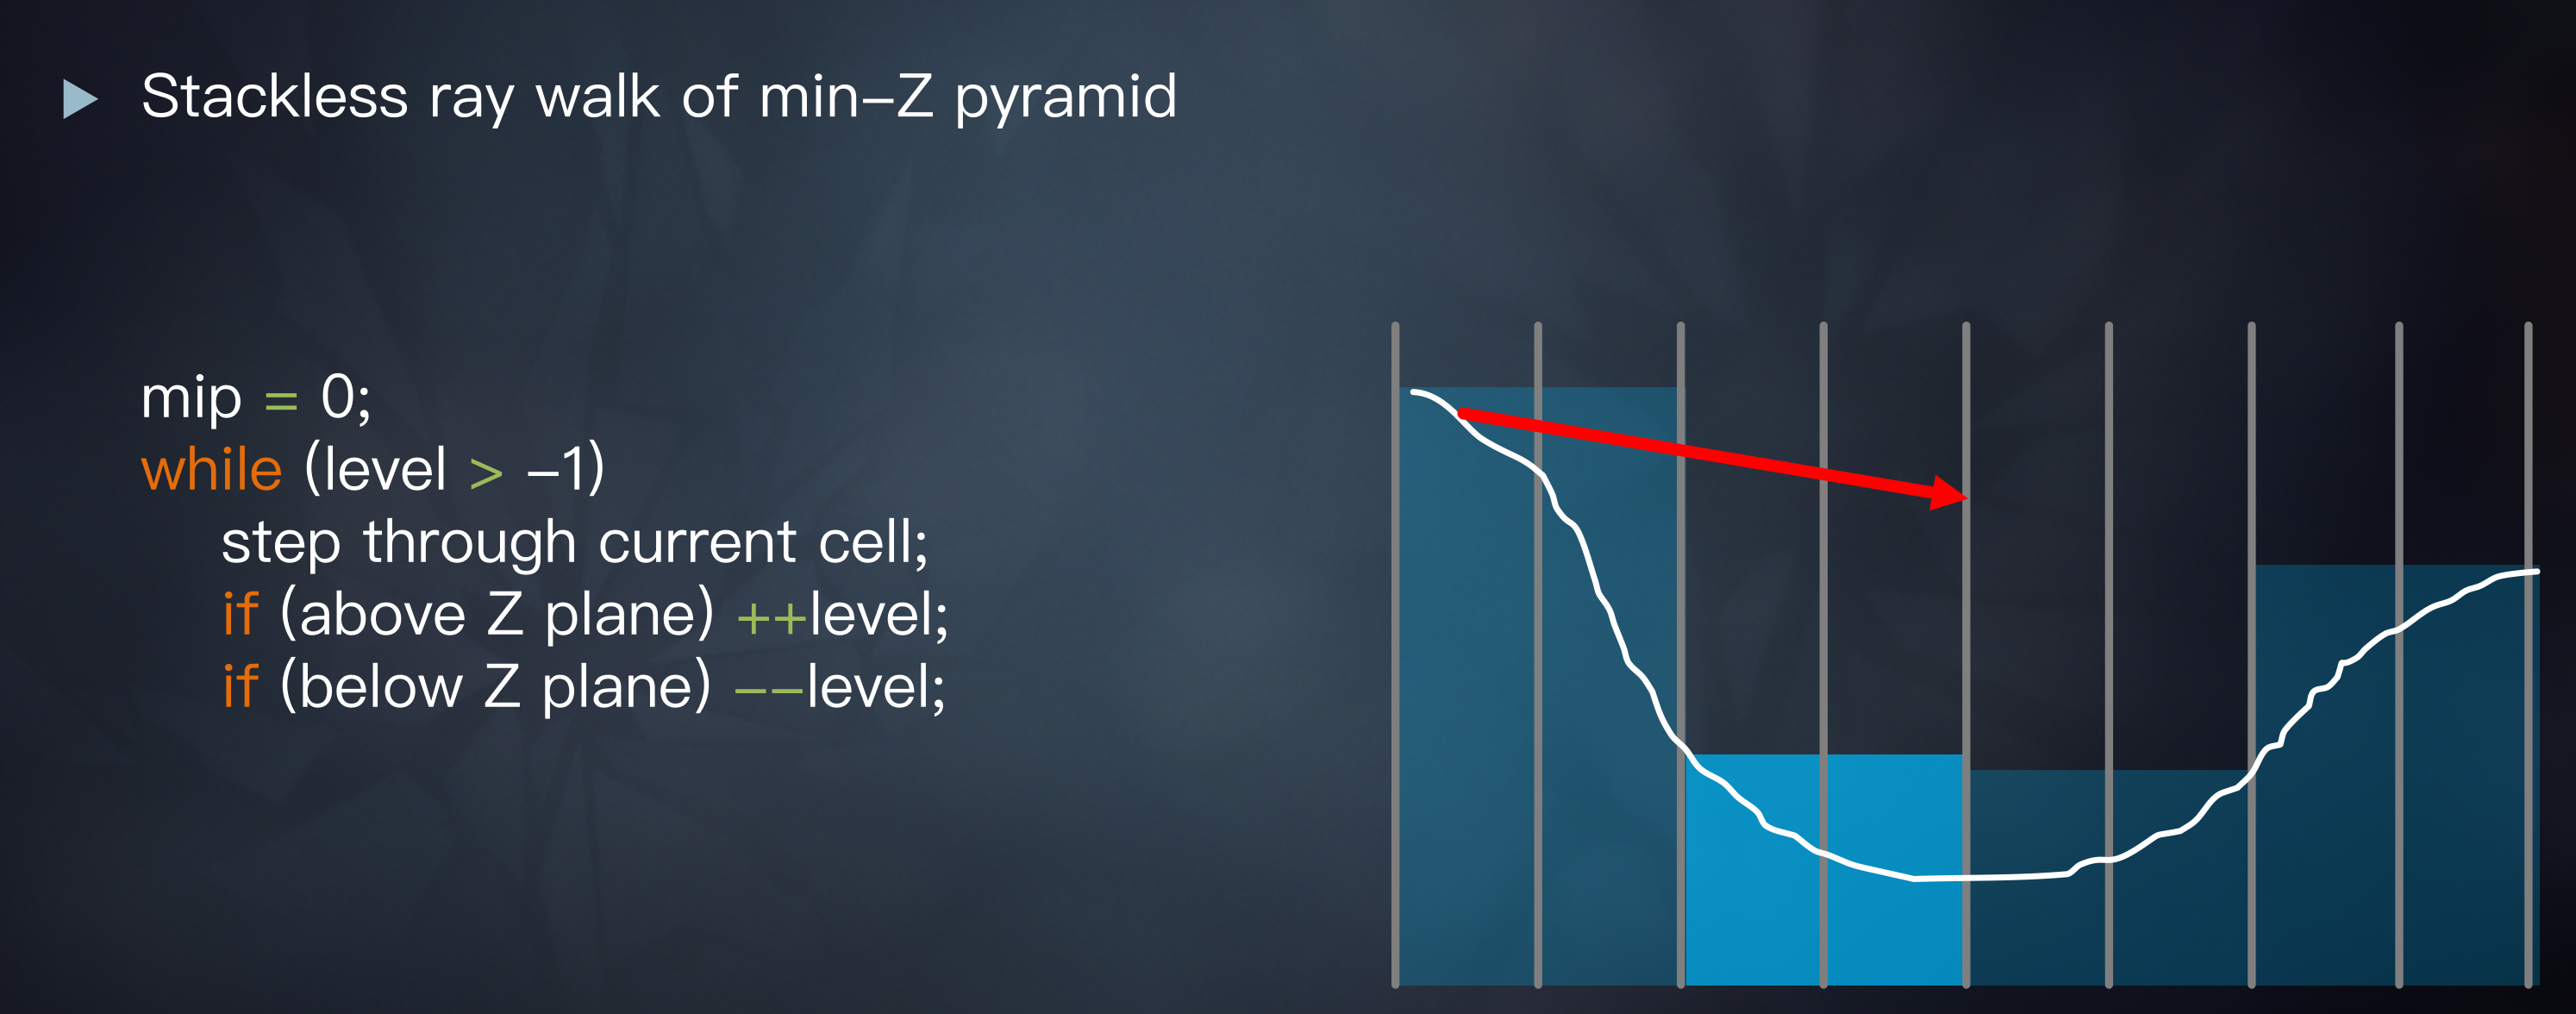 Stackless ray walk of min–Z pyramid
mip = 0;
while (level > –1)
step through current cell;
if (above Z plane) ++level;
if (below Z plane) ––level;